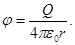 φ = Q / 4πε₀r.